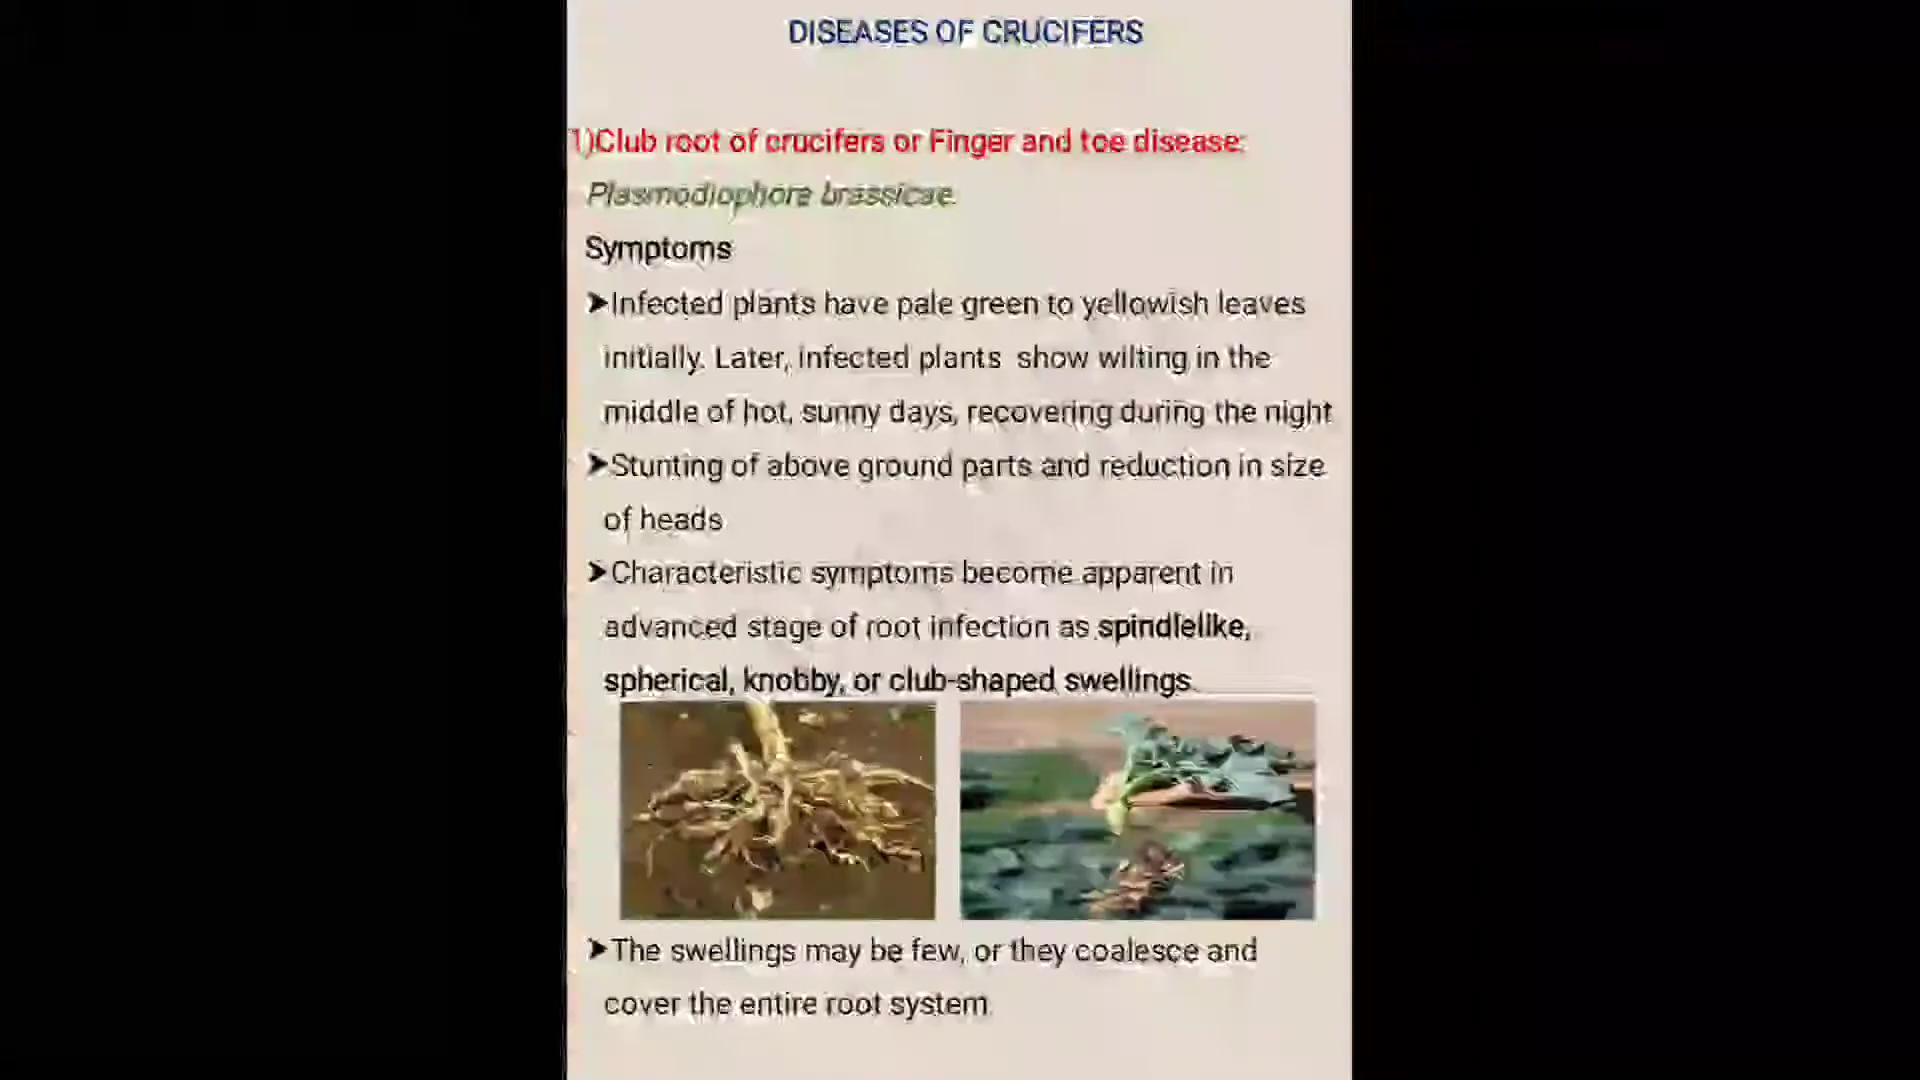 DISEASES OF CRUCIFERS
1)Club root of crucifers or Finger and toe disease:
Plasmodiophore brassicae.
Symptoms
➤Infected plants have pale green to yellowish leaves
initially. Later, infected plants show wilting in the
middle of hot, sunny days, recovering during the night
➤Stunting of above ground parts and reduction in size
of heads
➤Characteristic symptoms become apparent in
advanced stage of root infection as spindlelike,
spherical, knobby, or club-shaped swellings.
➤The swellings may be few, or they coalesce and
cover the entire root system.